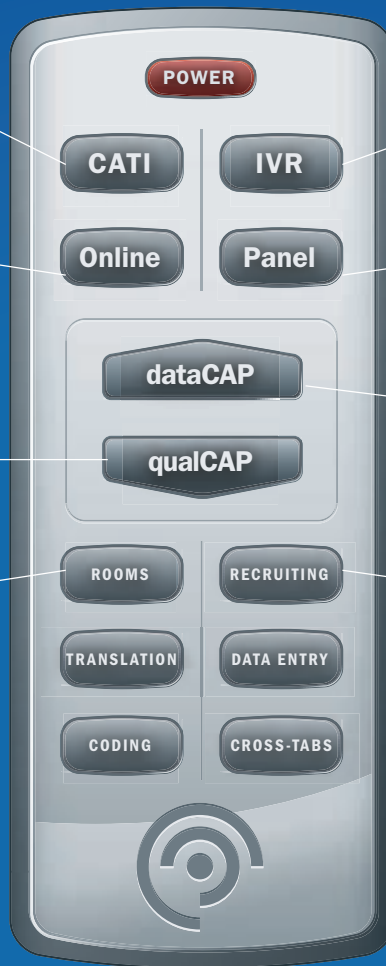 POWER
CATI IVR
Online Panel
dataCAP
qualCAP
ROOMS RECRUITING
TRANSLATION DATA ENTRY
CODING CROSS-TABS